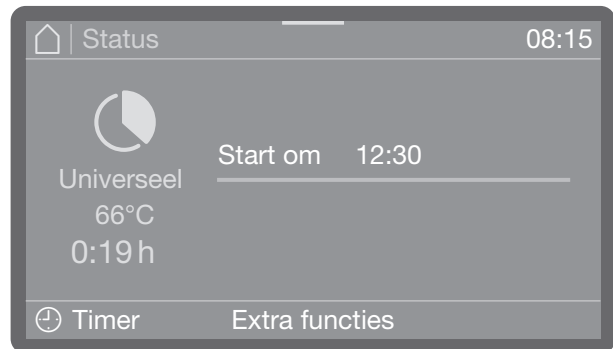 Status 08:15
Start om 12:30
Universeel
66°C
0:19 h
Timer Extra functies